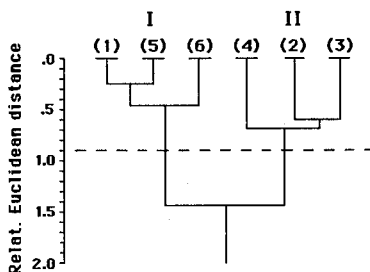 I II
(1) (5) (6) (4) (2) (3)
Relat. Euclidean distance
.0
.5
1.0
1.5
2.0